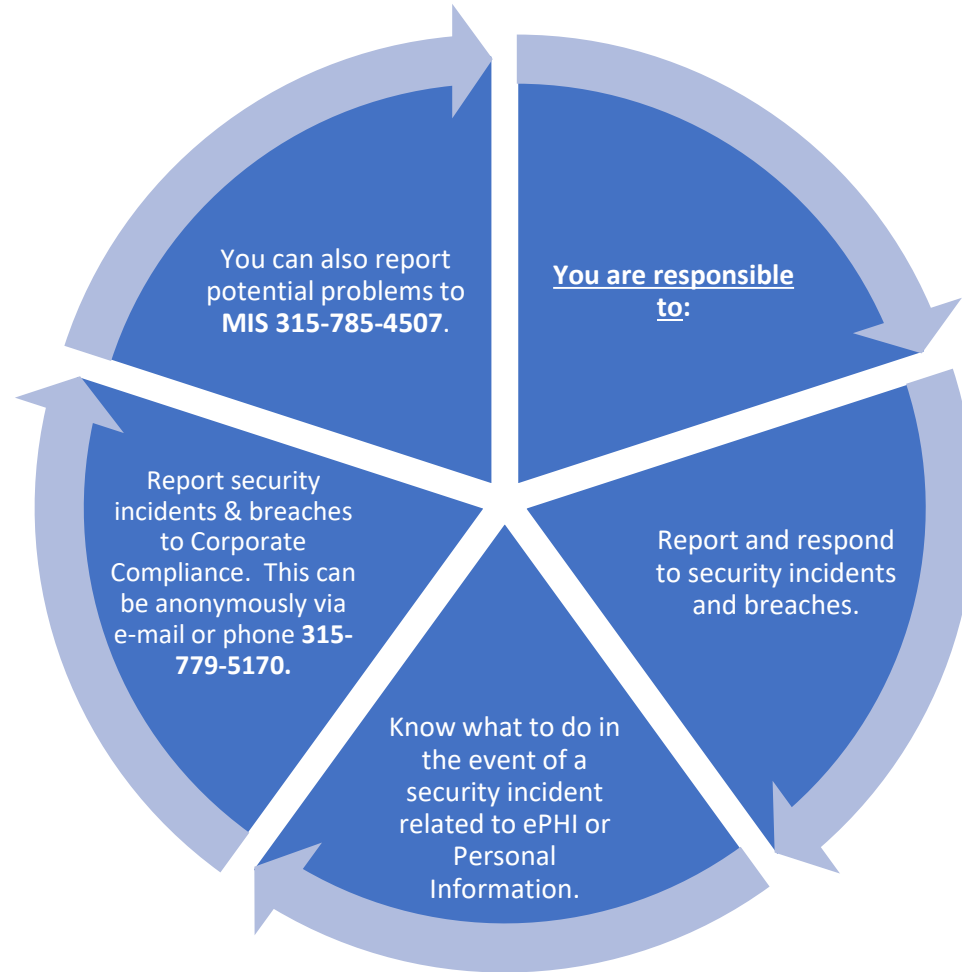 You are responsible
to:
Report and respond
to security incidents
and breaches.
Know what to do in
the event of a
security incident
related to ePHI or
Personal
Information.
Report security
incidents & breaches
to Corporate
Compliance.  This can
be anonymously via
e-mail or phone 315-
779-5170.
You can also report
potential problems to
MIS 315-785-4507.